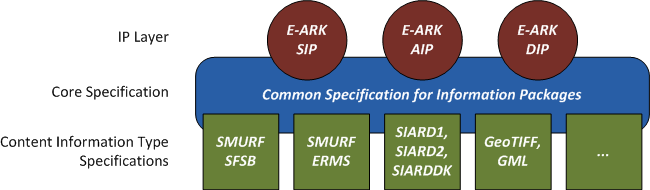 IP Layer
E-ARK
SIP
E-ARK
AIP
E-ARK
DIP
Core Specification
Common Specification for Information Packages
Content Information Type
Specifications
SMURF
SFSB
SMURF
ERMS
SIARD1,
SIARD2,
SIARDDK
GeoTIFF,
GML
...